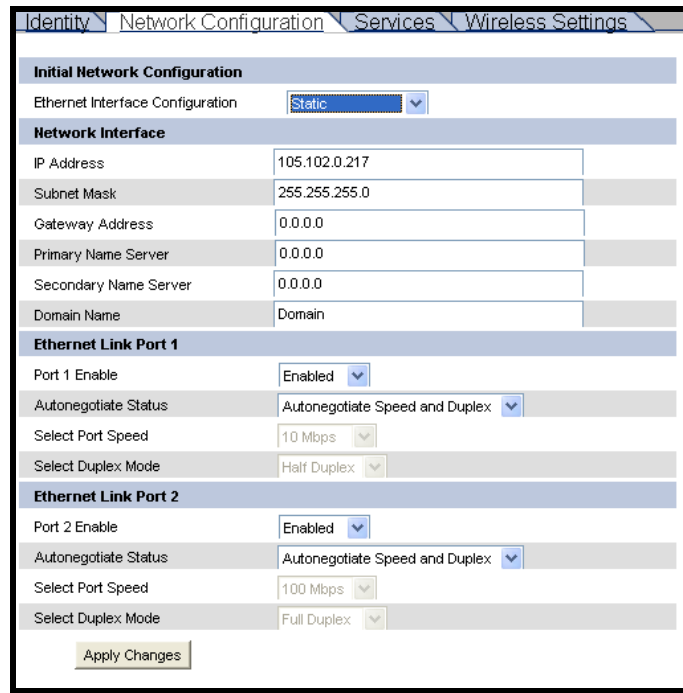 Identity Network Configuration Services Wireless Settings
Initial Network Configuration
Ethernet Interface Configuration Static
Network Interface
IP Address 105.102.0.217
Subnet Mask 255.255.255.0
Gateway Address 0.0.0.0
Primary Name Server 0.0.0.0
Secondary Name Server 0.0.0.0
Domain Name Domain
Ethernet Link Port 1
Port 1 Enable Enabled
Autonegotiate Status Autonegotiate Speed and Duplex
Select Port Speed 10 Mbps
Select Duplex Mode Half Duplex
Ethernet Link Port 2
Port 2 Enable Enabled
Autonegotiate Status Autonegotiate Speed and Duplex
Select Port Speed 100 Mbps
Select Duplex Mode Full Duplex
Apply Changes